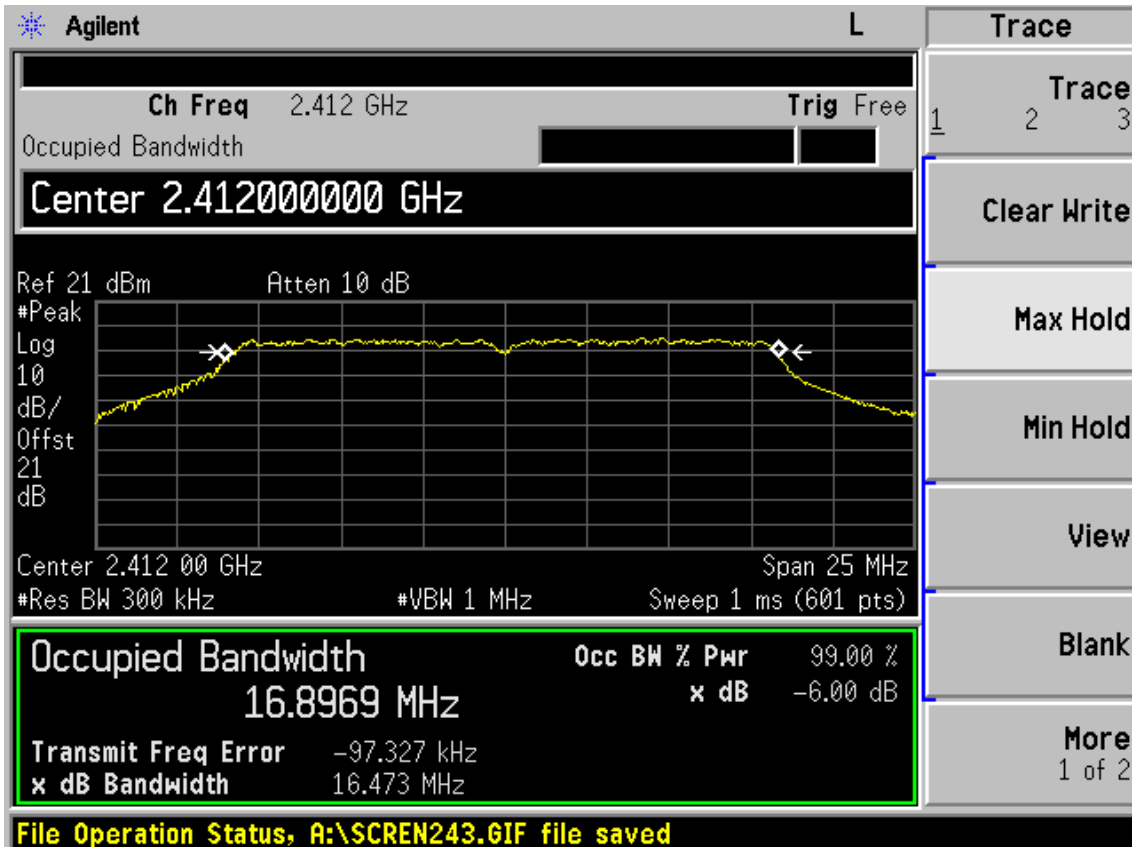 Agilent L
Ch Freq 2.412 GHz Trig Free
Occupied Bandwidth
Center 2.412000000 GHz
Ref 21 dBm Atten 10 dB
#Peak
Log
10
dB/
Offst
21
dB
Center 2.412 00 GHz Span 25 MHz
#Res BW 300 kHz #VBW 1 MHz Sweep 1 ms (601 pts)
Occupied Bandwidth Occ BW % Pwr 99.00 %
16.8969 MHz x dB -6.00 dB
Transmit Freq Error -97.327 kHz
x dB Bandwidth 16.473 MHz
File Operation Status, A:\SCREN243.GIF file saved
Trace
Trace
1 2 3
Clear Write
Max Hold
Min Hold
View
Blank
More
1 of 2